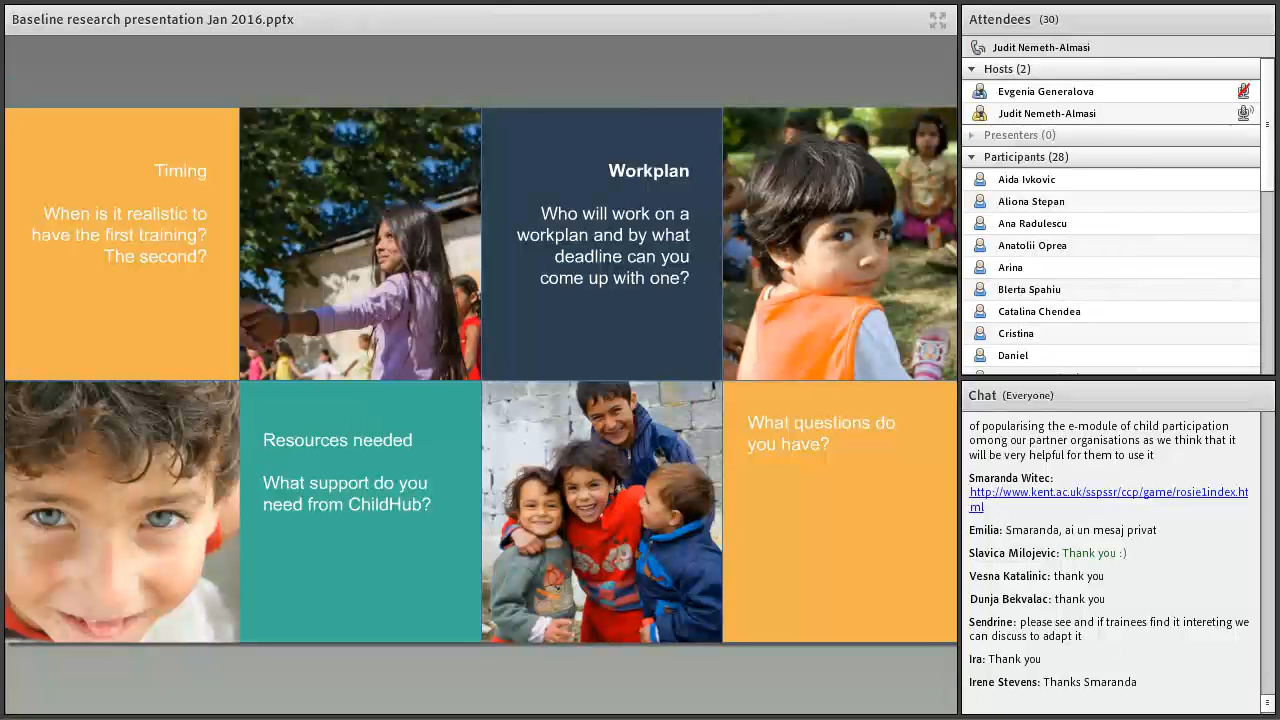 Baseline research presentation Jan 2016.pptx
Timing
When is it realistic to
have the first training?
The second?
Workplan
Who will work on a
workplan and by what
deadline can you
come up with one?
Resources needed
What support do you
need from ChildHub?
What questions do
you have?
Attendees (30)
Judit Nemeth-Almasi
Hosts (2)
Evgenia Generalova
Judit Nemeth-Almasi
Presenters (0)
Participants (28)
Aida Ivkovic
Aliona Stepan
Ana Radulescu
Anatolii Oprea
Arina
Blerta Spahiu
Catalina Chendea
Cristina
Daniel
Chat (Everyone)
of popularising the e-module of child participation
omong our partner organisations as we think that it
will be very helpful for them to use it
Smaranda Witec:
http://www.kent.ac.uk/sspssr/ccp/game/rosie1index.ht
ml
Emilia: Smaranda, ai un mesaj privat
Slavica Milojevic: Thank you :)
Vesna Katalinic: thank you
Dunja Bekvalac: thank you
Sendrine: please see and if trainees find it intereting we
can discuss to adapt it
Ira: Thank you
Irene Stevens: Thanks Smaranda